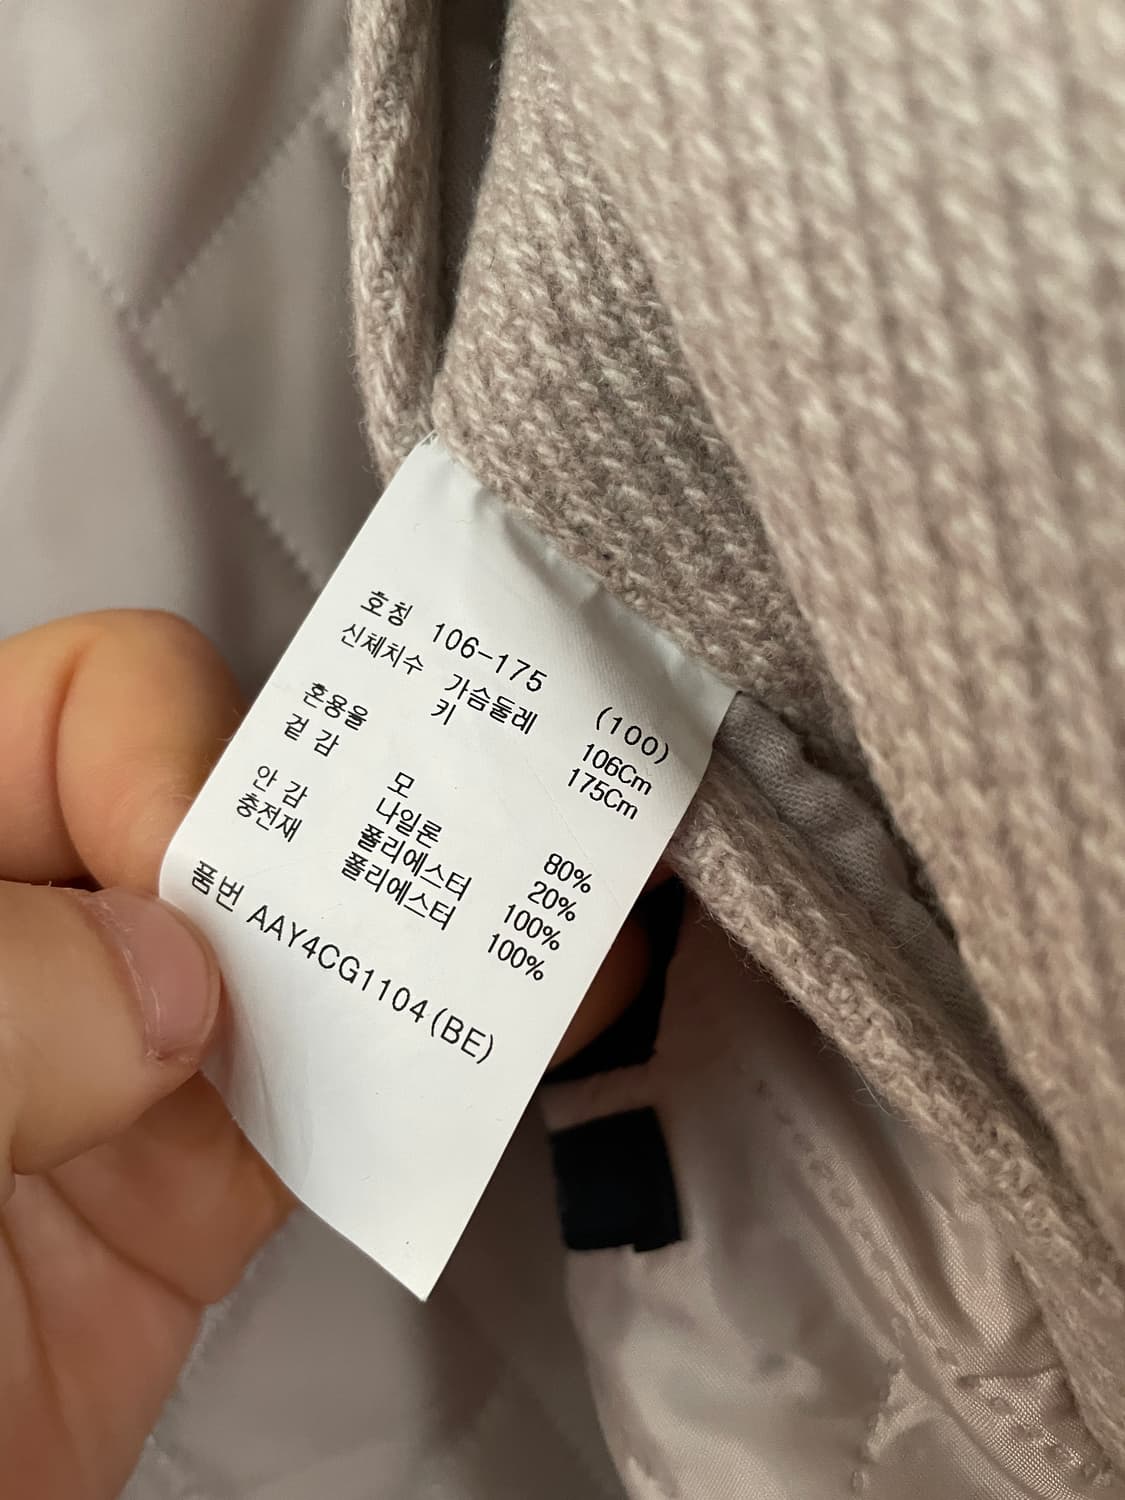 호칭 106-175 (100)
신체치수 가슴둘레 106Cm
키 175Cm
혼용율
겉 감 모 80%
나일론 20%
안 감 폴리에스터 100%
충전재 폴리에스터 100%
품번 AAY4CG1104(BE)